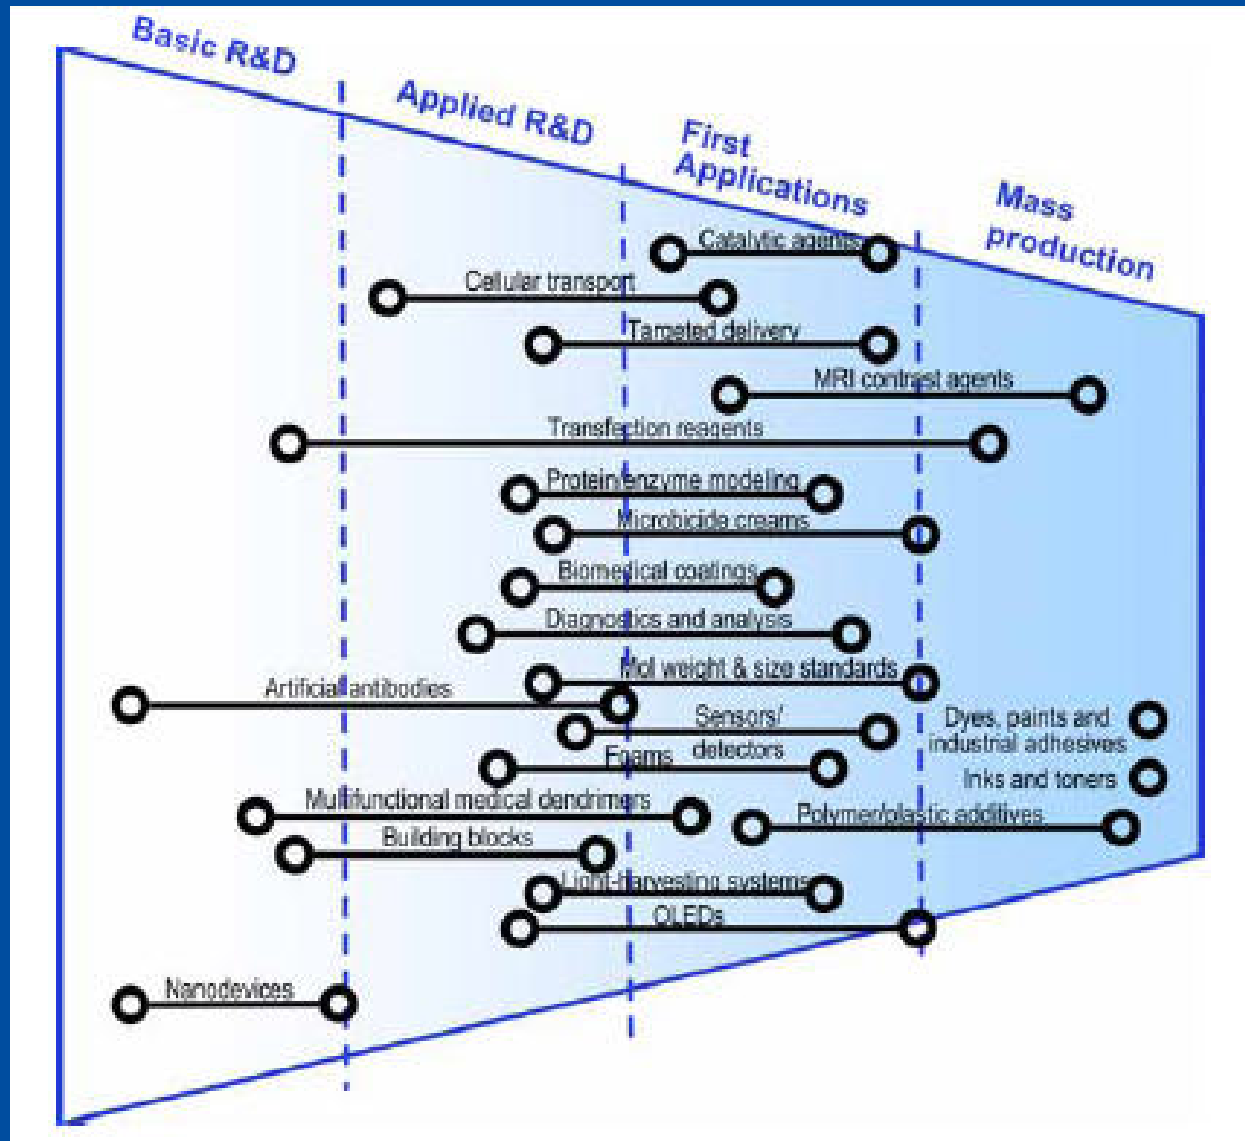 Basic R&D
Applied R&D
First
Applications
Mass
production
Catalytic agents
Cellular transport
Targeted delivery
MRI contrast agents
Transfection reagents
Protein/enzyme modeling
Microbicide creams
Biomedical coatings
Diagnostics and analysis
Mol weight & size standards
Artificial antibodies
Sensors/
detectors
Dyes, paints and
industrial adhesives
Foams
Inks and toners
Multifunctional medical dendrimers
Polymer/plastic additives
Building blocks
Light-harvesting systems
OLEDs
Nanodevices